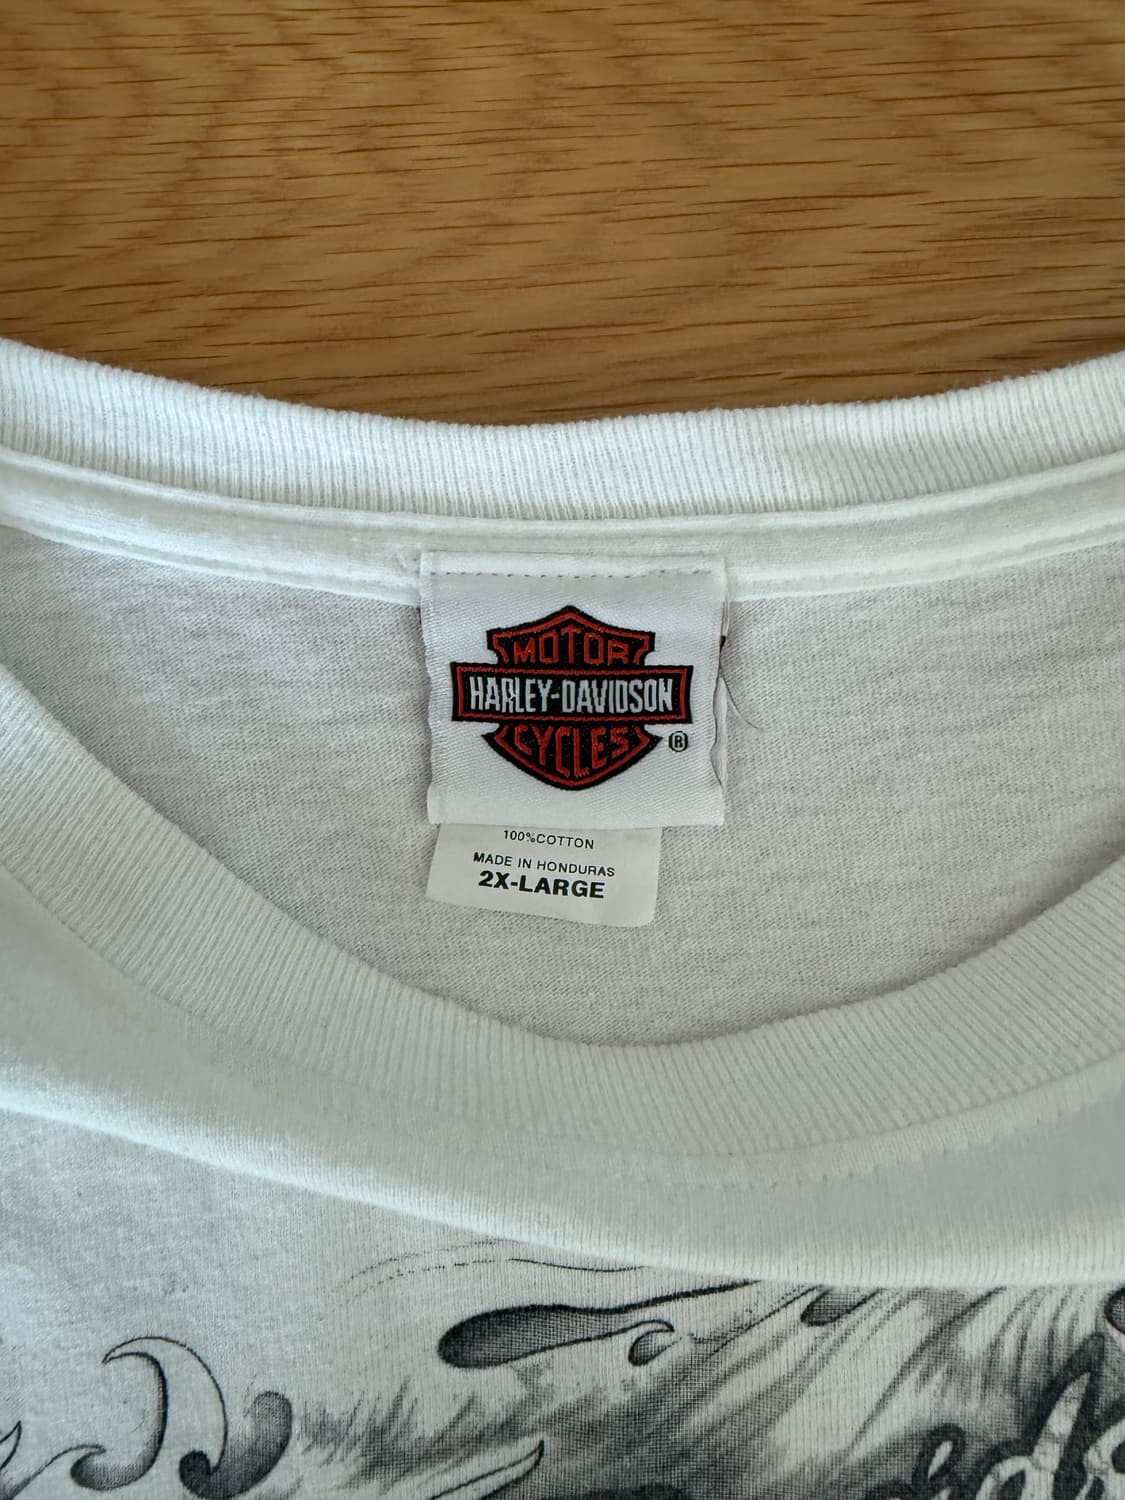 MOTOR
HARLEY-DAVIDSON
CYCLES
®
100%COTTON
MADE IN HONDURAS
2X-LARGE